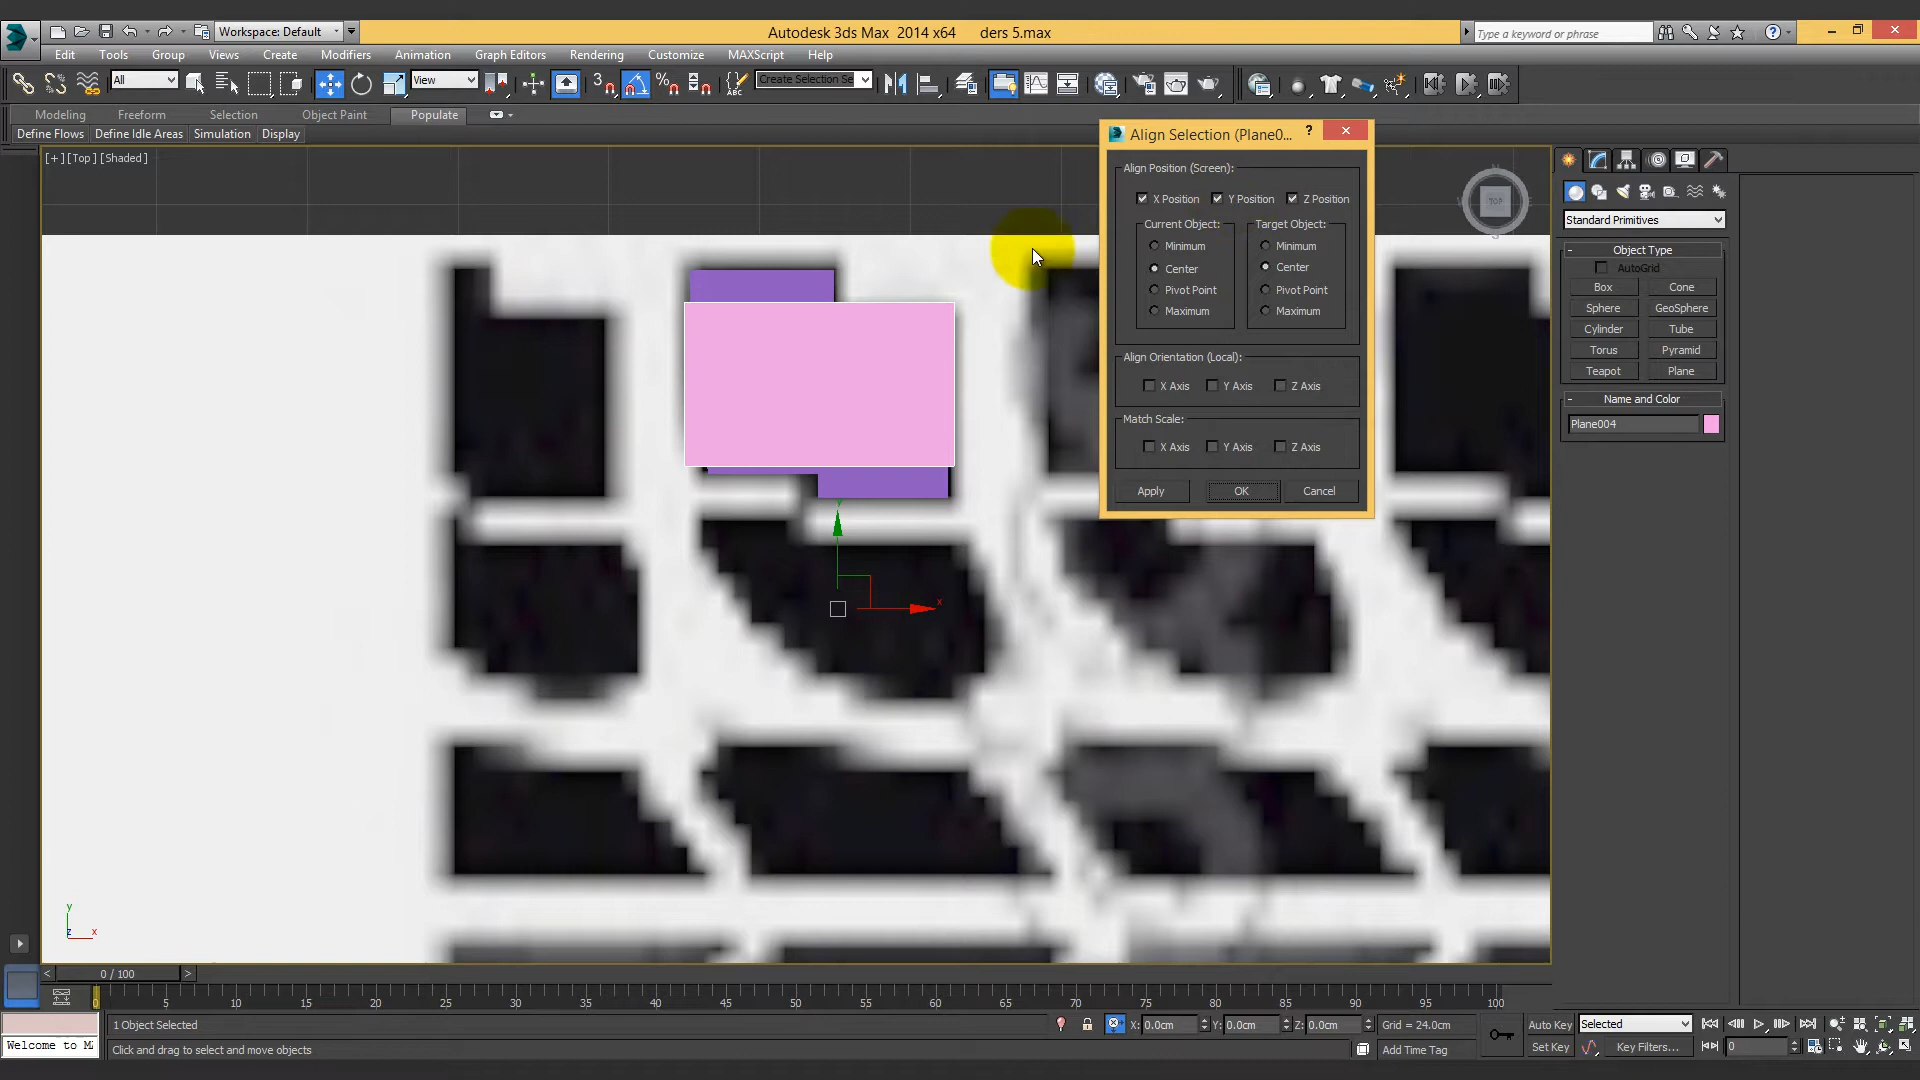 Workspace: Default
Autodesk 3ds Max 2014 x64 ders 5.max
Type a keyword or phrase
Edit Tools Group Views Create Modifiers Animation Graph Editors Rendering Customize MAXScript Help
All
View
3
Create Selection Se
Modeling Freeform Selection Object Paint Populate
Define Flows Define Idle Areas Simulation Display
[+] [Top] [Shaded]
TOP
Align Selection (Plane0...
Align Position (Screen):
X Position Y Position Z Position
Current Object: Target Object:
Minimum Minimum
Center Center
Pivot Point Pivot Point
Maximum Maximum
Align Orientation (Local):
X Axis Y Axis Z Axis
Match Scale:
X Axis Y Axis Z Axis
Apply OK Cancel
Standard Primitives
Object Type
AutoGrid
Box Cone
Sphere GeoSphere
Cylinder Tube
Torus Pyramid
Teapot Plane
Name and Color
Plane004
x
y
z x
0 / 100
0 5 10 15 20 25 30 35 40 45 50 55 60 65 70 75 80 85 90 95 100
1 Object Selected
X: 0.0cm Y: 0.0cm Z: 0.0cm
Grid = 24.0cm
Auto Key Selected
Welcome to MA
Click and drag to select and move objects
Add Time Tag
Set Key Key Filters...
0